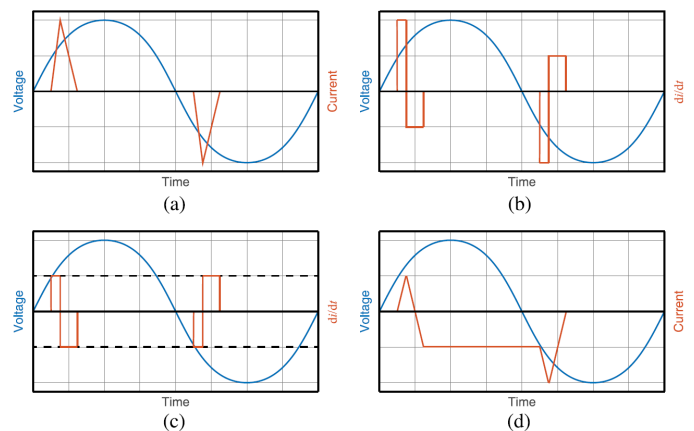 Voltage
Current
Time
(a)
Voltage
di/dt
Time
(b)
Voltage
di/dt
Time
(c)
Voltage
Current
Time
(d)